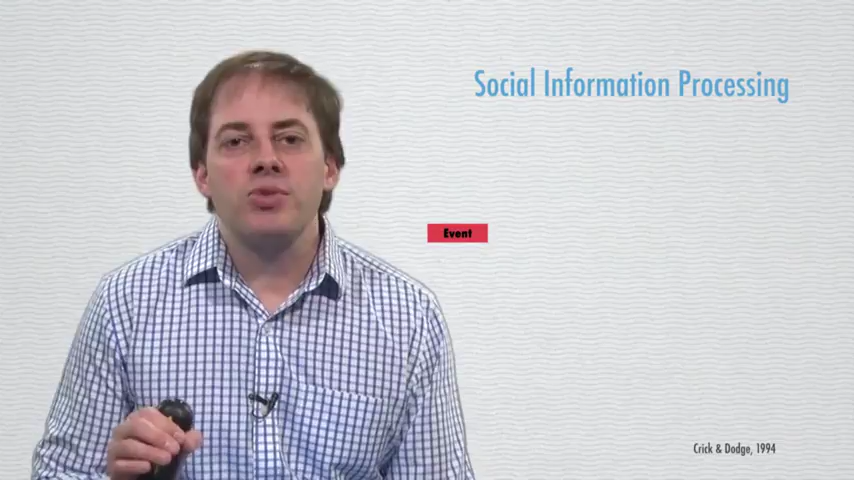 Social Information Processing
Event
Crick & Dodge, 1994